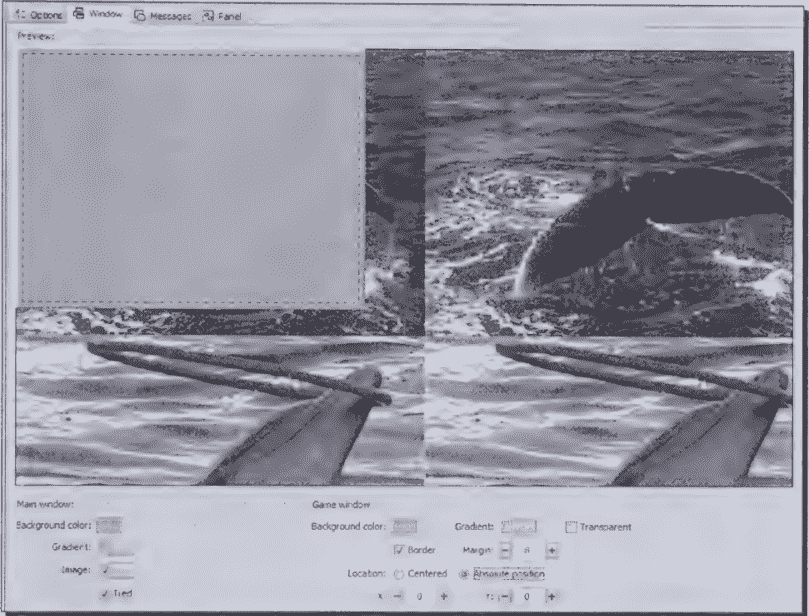 Options Window Messages Panel
Preview:
Main window:
Game window
Background color:
Background color: Gradient: Transparent
Gradient:
Border Margin: 8
Image:
Location: Centered Absolute position
Tiled
X: 0 Y: 0